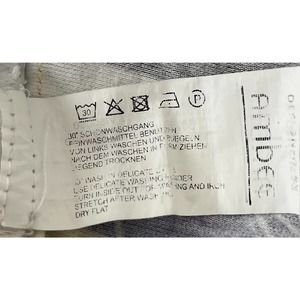 30
P
30° SCHONWASCHGANG
FEINWASCHMITTEL BENUTZEN
VON LINKS WASCHEN UND BÜGELN
NACH DEM WASCHEN IN FORM ZIEHEN
LIEGEND TROCKNEN
WASH IN DELICATE
USE DELICATE WASHING POWDER
TURN INSIDE OUT FOR WASHING AND IRON
STRETCH AFTER WASHING
DRY FLAT